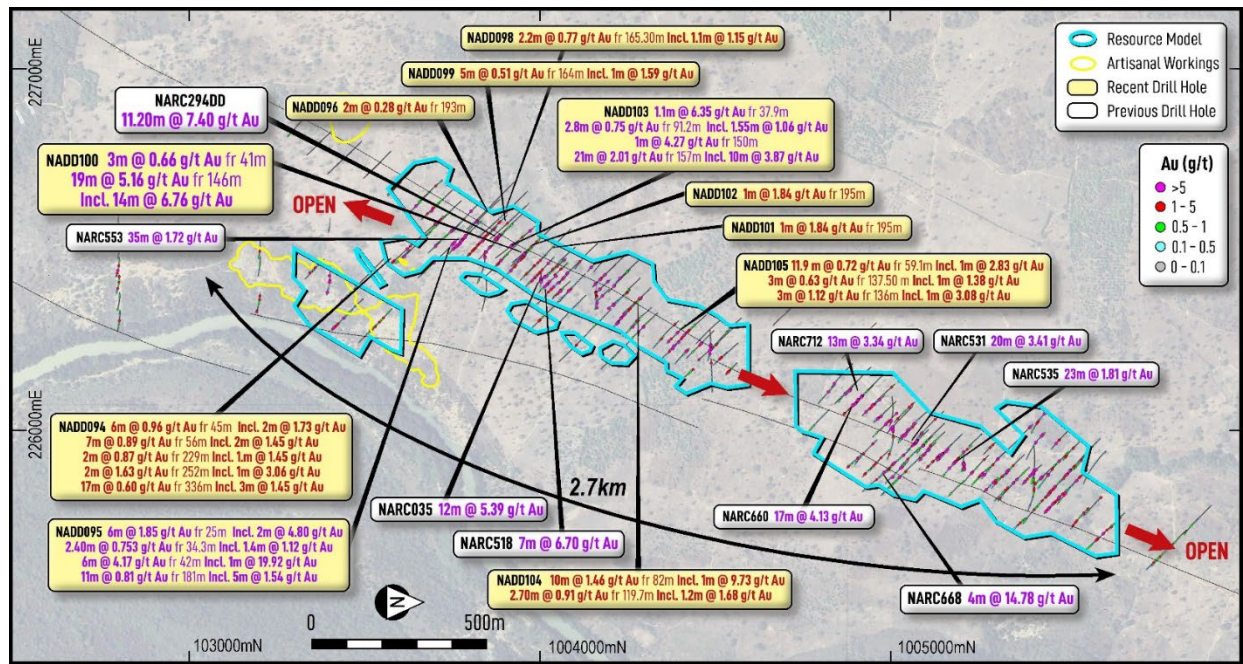 227000mE
226000mE
NADD098 2.2m @ 0.77 g/t Au fr 165.30m Incl. 1.1m @ 1.15 g/t Au
NADD099 5m @ 0.51 g/t Au fr 164m Incl. 1m @ 1.59 g/t Au
NADD096 2m @ 0.28 g/t Au fr 193m
NARC294DD
11.20m @ 7.40 g/t Au
NADD103 1.1m @ 6.35 g/t Au fr 37.9m
2.8m @ 0.75 g/t Au fr 91.2m Incl. 1.55m @ 1.06 g/t Au
1m @ 4.27 g/t Au fr 150m
21m @ 2.01 g/t Au fr 157m Incl. 10m @ 3.87 g/t Au
NADD100 3m @ 0.66 g/t Au fr 41m
19m @ 5.16 g/t Au fr 146m
Incl. 14m @ 6.76 g/t Au
NADD102 1m @ 1.84 g/t Au fr 195m
NADD101 1m @ 1.84 g/t Au fr 195m
OPEN
NARC553 35m @ 1.72 g/t Au
NADD105 11.9 m @ 0.72 g/t Au fr 59.1m Incl. 1m @ 2.83 g/t Au
3m @ 0.63 g/t Au fr 137.50 m Incl. 1m @ 1.38 g/t Au
3m @ 1.12 g/t Au fr 136m Incl. 1m @ 3.08 g/t Au
NARC712 13m @ 3.34 g/t Au
NARC531 20m @ 3.41 g/t Au
NARC535 23m @ 1.81 g/t Au
NADD094 6m @ 0.96 g/t Au fr 45m Incl. 2m @ 1.73 g/t Au
7m @ 0.89 g/t Au fr 56m Incl. 2m @ 1.45 g/t Au
2m @ 0.87 g/t Au fr 229m Incl. 1.m @ 1.45 g/t Au
2m @ 1.63 g/t Au fr 252m Incl. 1m @ 3.06 g/t Au
17m @ 0.60 g/t Au fr 336m Incl. 3m @ 1.45 g/t Au
NADD095 6m @ 1.85 g/t Au fr 25m Incl. 2m @ 4.80 g/t Au
2.40m @ 0.753 g/t Au fr 34.3m Incl. 1.4m @ 1.12 g/t Au
6m @ 4.17 g/t Au fr 42m Incl. 1m @ 19.92 g/t Au
11m @ 0.81 g/t Au fr 181m Incl. 5m @ 1.54 g/t Au
2.7km
NARC035 12m @ 5.39 g/t Au
NARC518 7m @ 6.70 g/t Au
NADD104 10m @ 1.46 g/t Au fr 82m Incl. 1m @ 9.73 g/t Au
2.70m @ 0.91 g/t Au fr 119.7m Incl. 1.2m @ 1.68 g/t Au
NARC660 17m @ 4.13 g/t Au
NARC668 4m @ 14.78 g/t Au
OPEN
Resource Model
Artisanal Workings
Recent Drill Hole
Previous Drill Hole
Au (g/t)
>5
1 - 5
0.5 - 1
0.1 - 0.5
0 - 0.1
N
0m
500m
103000mN
1004000mN
1005000mN